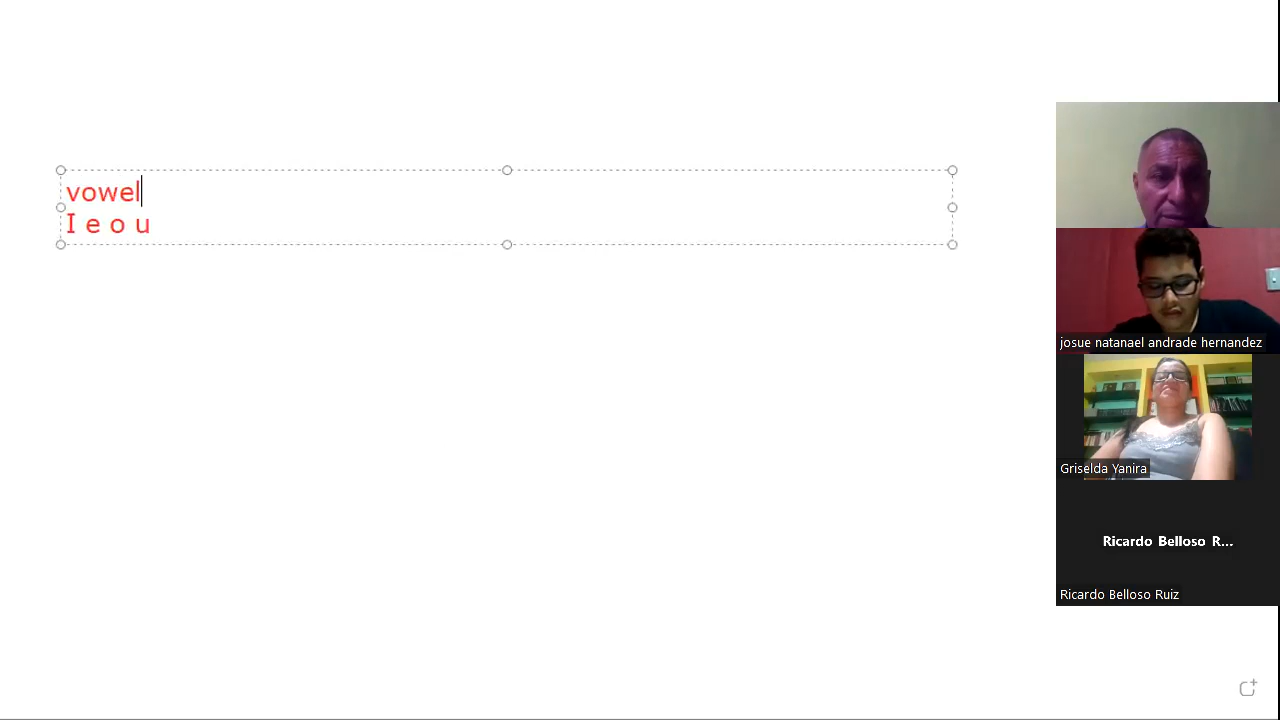 vowel
I e o u
josue natanael andrade hernandez
Griselda Yanira
Ricardo Belloso R...
Ricardo Belloso Ruiz